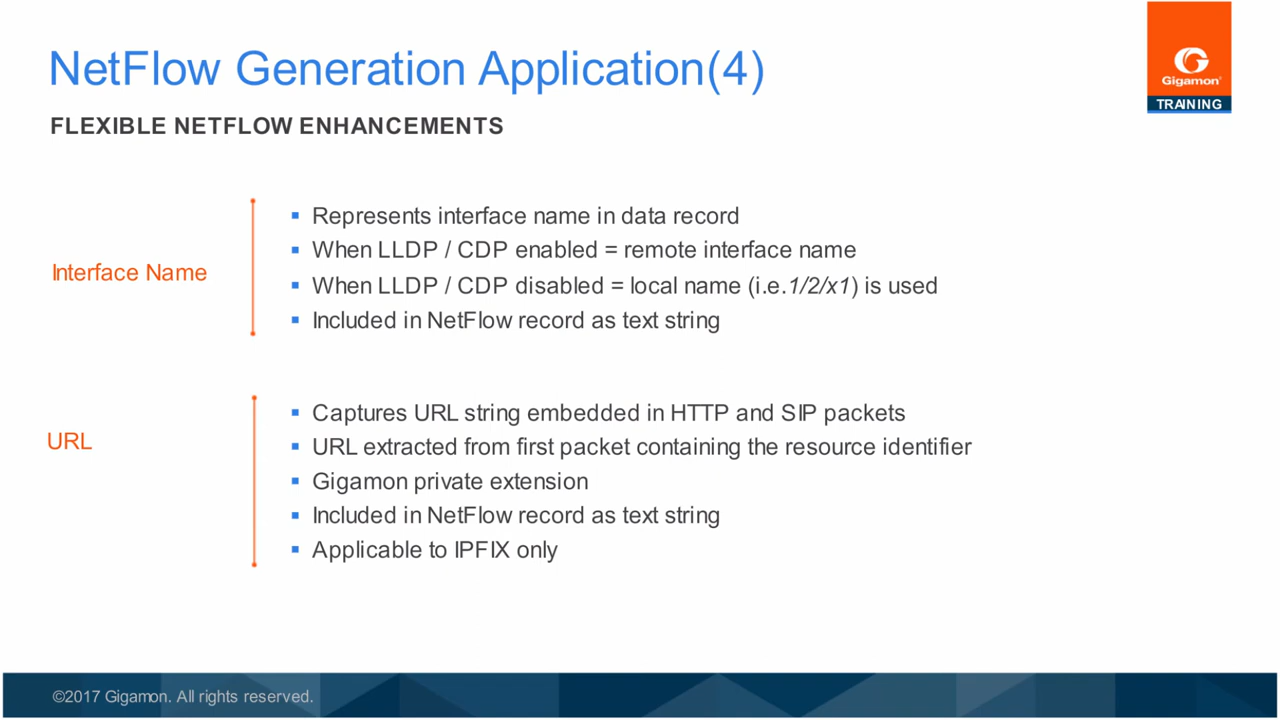 NetFlow Generation Application(4)
Gigamon
TRAINING
FLEXIBLE NETFLOW ENHANCEMENTS
Interface Name
Represents interface name in data record
When LLDP / CDP enabled = remote interface name
When LLDP / CDP disabled = local name (i.e.1/2/x1) is used
Included in NetFlow record as text string
URL
Captures URL string embedded in HTTP and SIP packets
URL extracted from first packet containing the resource identifier
Gigamon private extension
Included in NetFlow record as text string
Applicable to IPFIX only
©2017 Gigamon. All rights reserved.